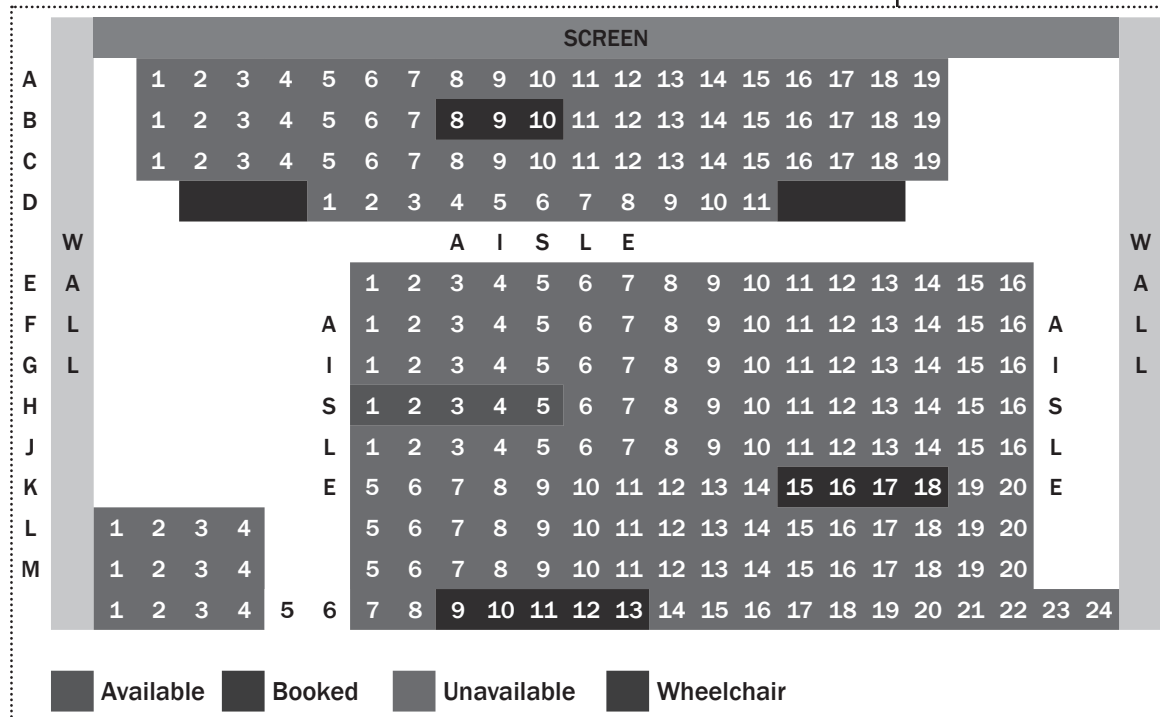 SCREEN
A 1 2 3 4 5 6 7 8 9 10 11 12 13 14 15 16 17 18 19
B 1 2 3 4 5 6 7 8 9 10 11 12 13 14 15 16 17 18 19
C 1 2 3 4 5 6 7 8 9 10 11 12 13 14 15 16 17 18 19
D 1 2 3 4 5 6 7 8 9 10 11
W A I S L E W
E A 1 2 3 4 5 6 7 8 9 10 11 12 13 14 15 16 A
F L A 1 2 3 4 5 6 7 8 9 10 11 12 13 14 15 16 A L
G L I 1 2 3 4 5 6 7 8 9 10 11 12 13 14 15 16 I L
H S 1 2 3 4 5 6 7 8 9 10 11 12 13 14 15 16 S
J L 1 2 3 4 5 6 7 8 9 10 11 12 13 14 15 16 L
K E 5 6 7 8 9 10 11 12 13 14 15 16 17 18 19 20 E
L 1 2 3 4 5 6 7 8 9 10 11 12 13 14 15 16 17 18 19 20
M 1 2 3 4 5 6 7 8 9 10 11 12 13 14 15 16 17 18 19 20
1 2 3 4 5 6 7 8 9 10 11 12 13 14 15 16 17 18 19 20 21 22 23 24
Available Booked Unavailable Wheelchair